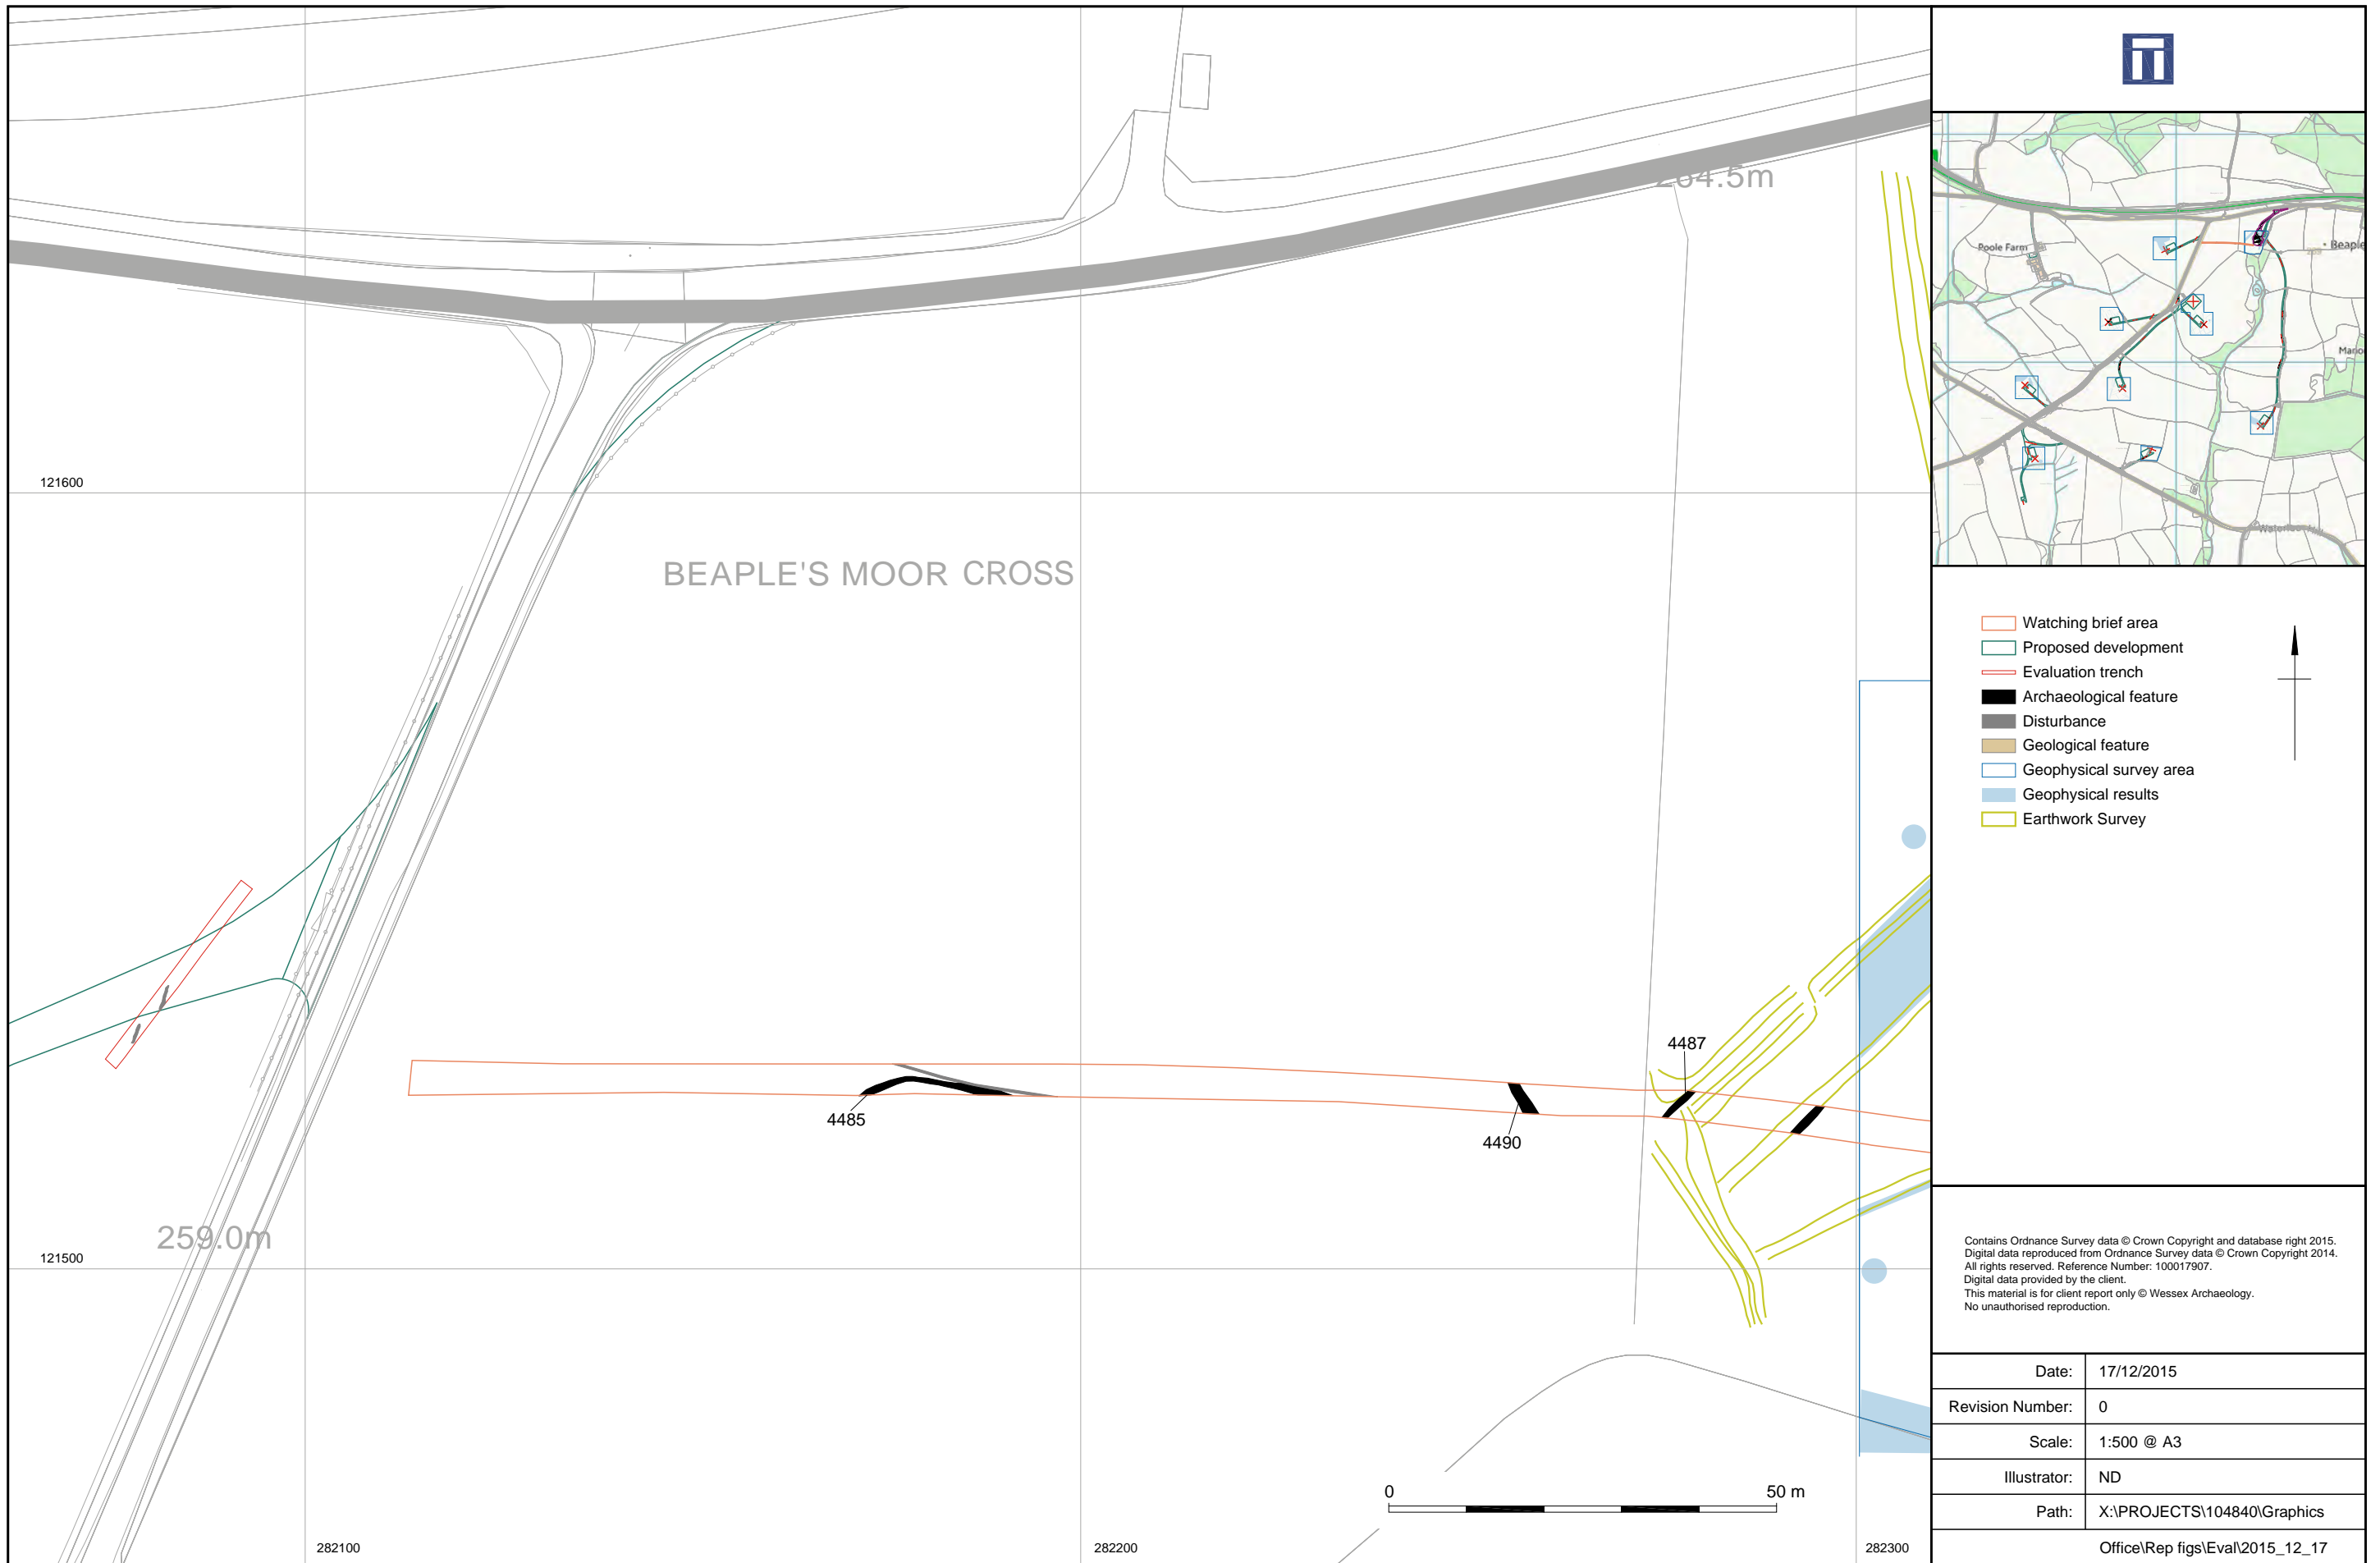 264.5m
121600
BEAPLE'S MOOR CROSS
4487
4485
4490
259.0m
121500
0 50 m
282100
282200
282300
Poole Farm
Watching brief area
Proposed development
Evaluation trench
Archaeological feature
Disturbance
Geological feature
Geophysical survey area
Geophysical results
Earthwork Survey
Contains Ordnance Survey data © Crown Copyright and database right 2015.
Digital data reproduced from Ordnance Survey data © Crown Copyright 2014.
All rights reserved. Reference Number: 100017907.
Digital data provided by the client.
This material is for client report only © Wessex Archaeology.
No unauthorised reproduction.
Date: 17/12/2015
Revision Number: 0
Scale: 1:500 @ A3
Illustrator: ND
Path: X:\PROJECTS\104840\Graphics
Office\Rep figs\Eval\2015_12_17